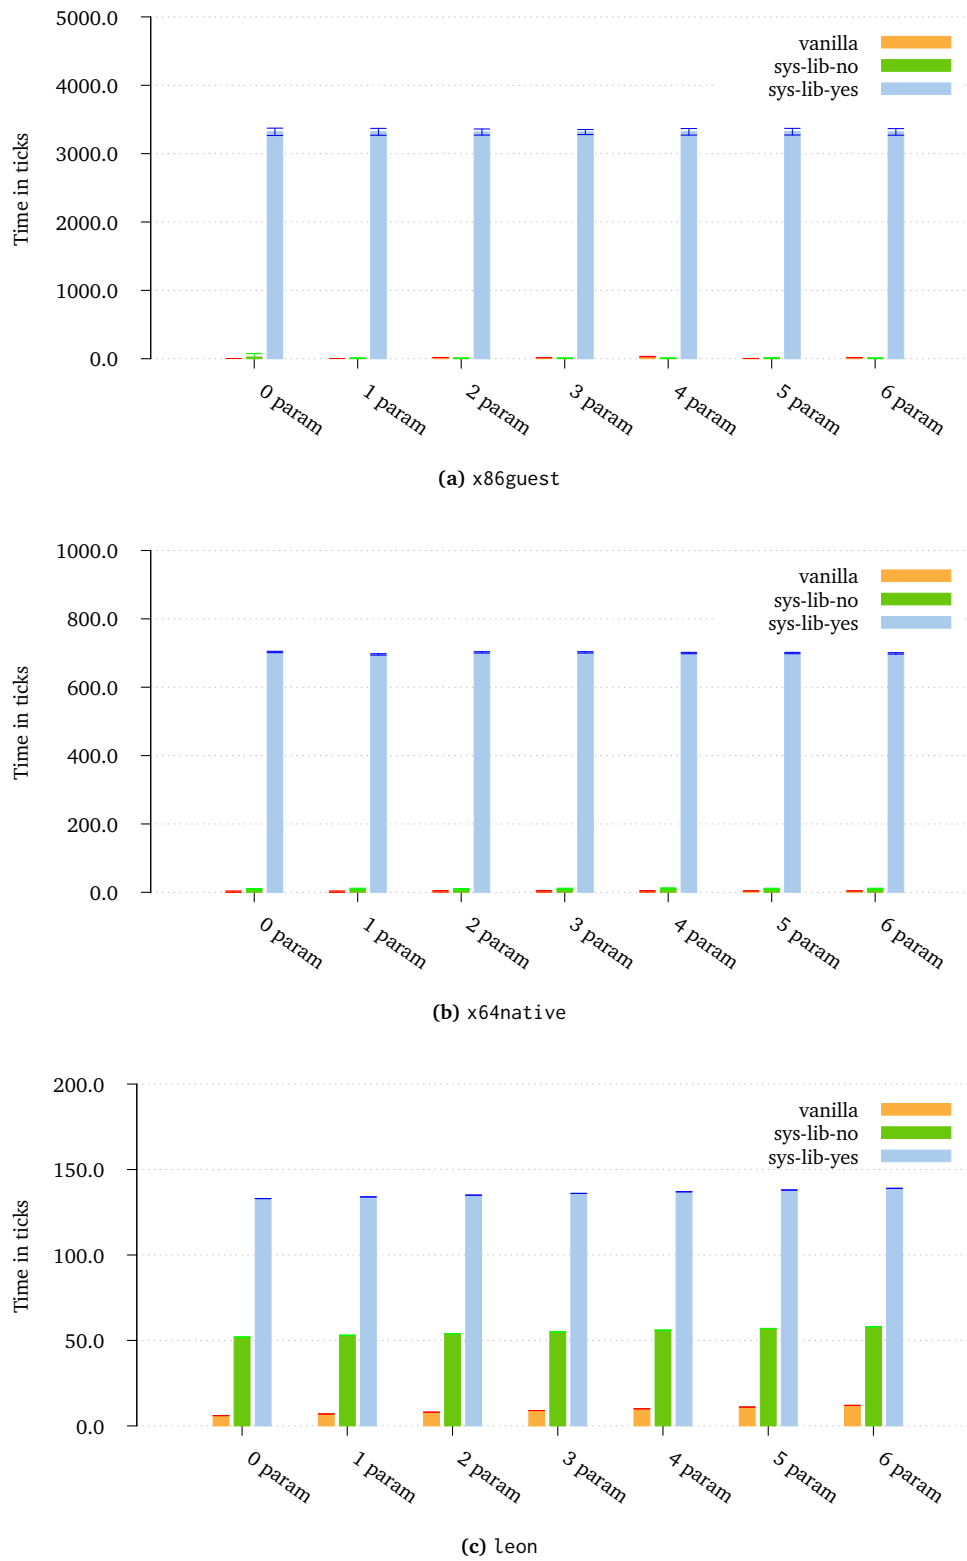 5000.0
4000.0
3000.0
2000.0
1000.0
0.0
Time in ticks
vanilla
sys-lib-no
sys-lib-yes
0 param
1 param
2 param
3 param
4 param
5 param
6 param
(a) x86guest
1000.0
800.0
600.0
400.0
200.0
0.0
Time in ticks
vanilla
sys-lib-no
sys-lib-yes
0 param
1 param
2 param
3 param
4 param
5 param
6 param
(b) x64native
200.0
150.0
100.0
50.0
0.0
Time in ticks
vanilla
sys-lib-no
sys-lib-yes
0 param
1 param
2 param
3 param
4 param
5 param
6 param
(c) leon